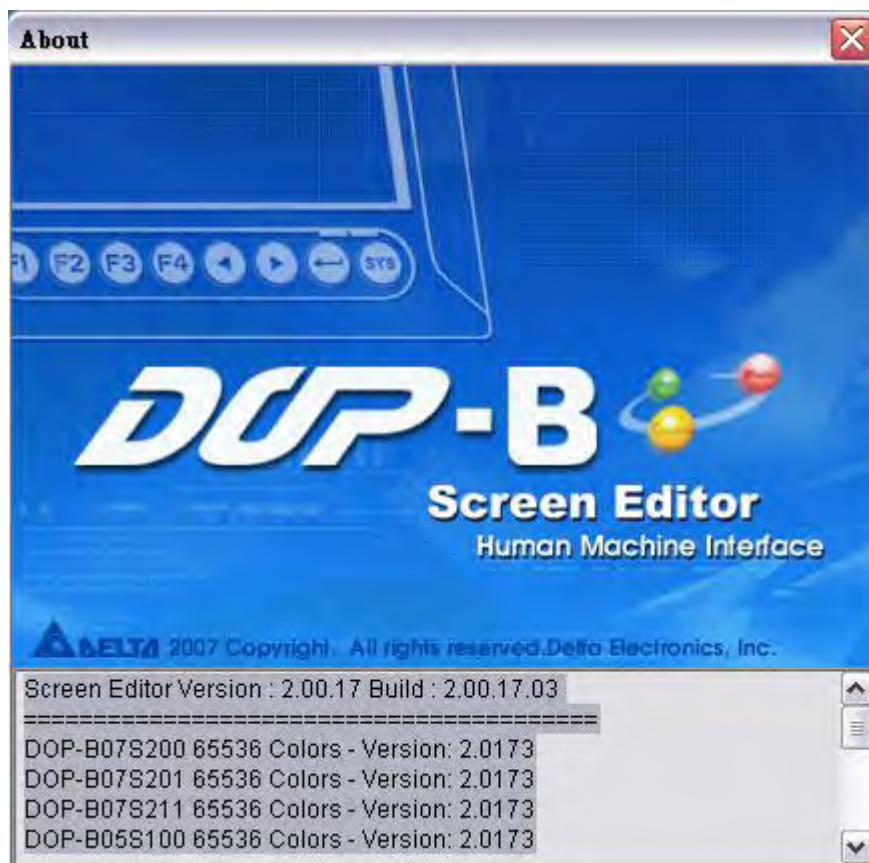 About
F1 F2 F3 F4 SYS
DOP-B
Screen Editor
Human Machine Interface
DELTA 2007 Copyright. All rights reserved.Delta Electronics, Inc.
Screen Editor Version : 2.00.17 Build : 2.00.17.03
=========================================
DOP-B07S200 65536 Colors - Version: 2.0173
DOP-B07S201 65536 Colors - Version: 2.0173
DOP-B07S211 65536 Colors - Version: 2.0173
DOP-B05S100 65536 Colors - Version: 2.0173